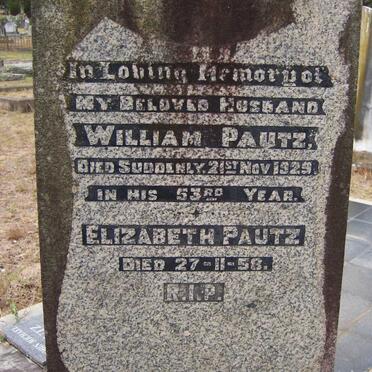 In Loving Memory of
MY BELOVED HUSBAND
WILLIAM PAUTZ.
DIED SUDDENLY 21ST NOV 1929.
IN HIS 53RD YEAR.
ELIZABETH PAUTZ
DIED 27-11-58.
R.I.P.